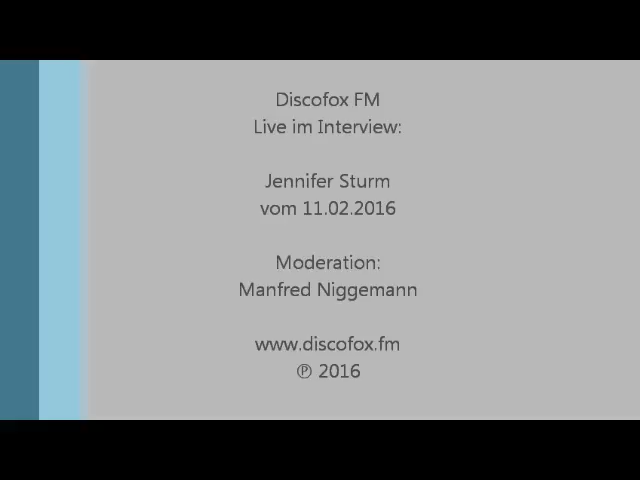 Discofox FM
Live im Interview:
Jennifer Sturm
vom 11.02.2016
Moderation:
Manfred Niggemann
www.discofox.fm
℗ 2016